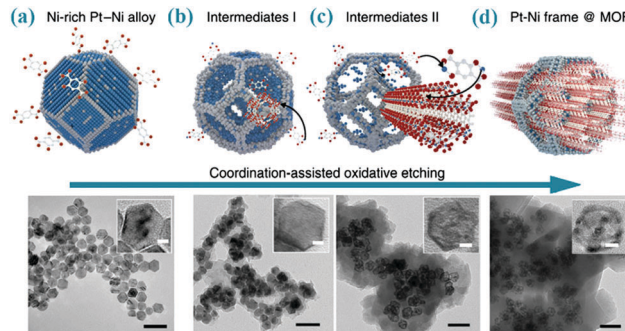 (a) Ni-rich Pt–Ni alloy
(b) Intermediates I
(c) Intermediates II
(d) Pt-Ni frame @ MOF
Coordination-assisted oxidative etching